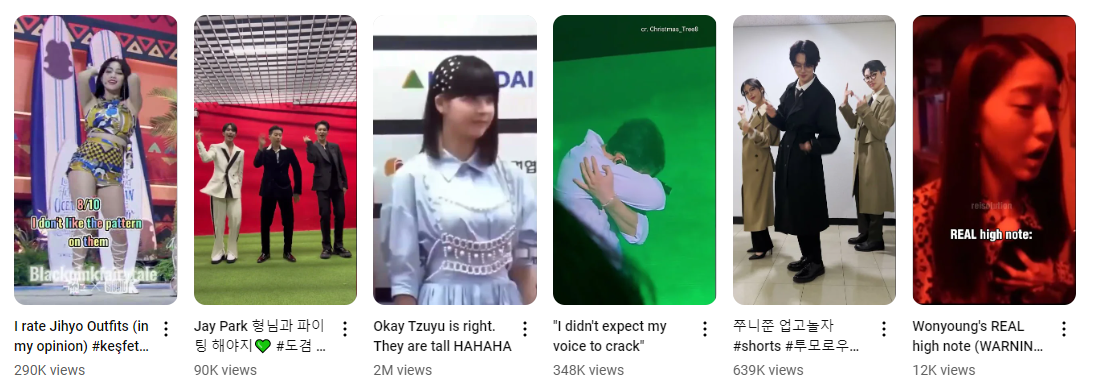 cr. Christmas_Tree8
8/10
I don't like the pattern
on them
Blackpinkfairytale
REAL high note:
I rate Jihyo Outfits (in
my opinion) #keşfet...
290K views
Jay Park 형님과 파이
팅 해야지💚 #도겸 ...
90K views
Okay Tzuyu is right.
They are tall HAHAHA
2M views
"I didn't expect my
voice to crack"
348K views
쭈니쭌 업고놀자
#shorts #투모로우...
639K views
Wonyoung's REAL
high note (WARNIN...
12K views